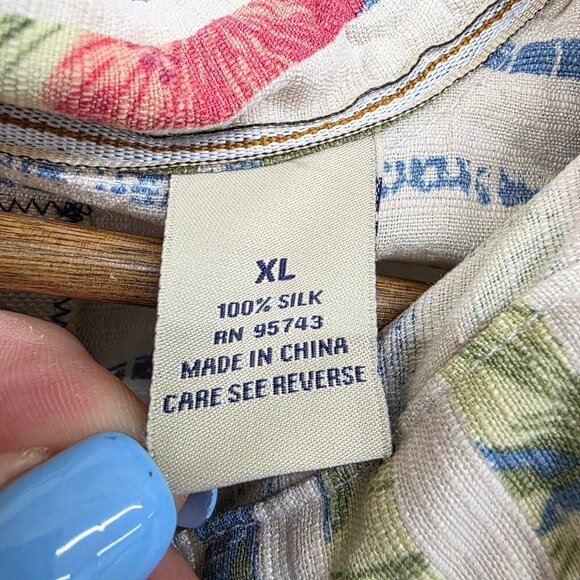 XL
100% SILK
RN 95743
MADE IN CHINA
CARE SEE REVERSE